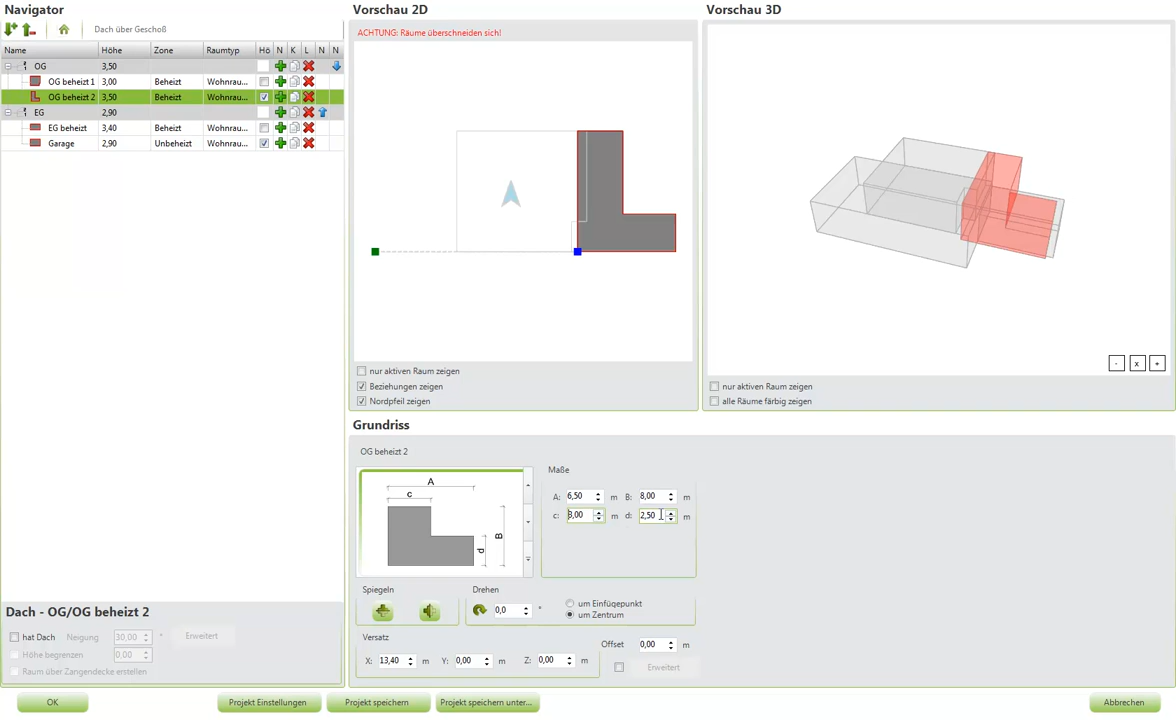 Navigator
Dach über Geschoß
Name Höhe Zone Raumtyp Hö N K L N N
OG 3,50
OG beheizt 1 3,00 Beheizt Wohnrau...
OG beheizt 2 3,50 Beheizt Wohnrau...
EG 2,90
EG beheizt 3,40 Beheizt Wohnrau...
Garage 2,90 Unbeheizt Wohnrau...
Dach - OG/OG beheizt 2
hat Dach Neigung 30,00 ° Erweitert
Höhe begrenzen 0,00
Raum über Zangendecke erstellen
Vorschau 2D
ACHTUNG: Räume überschneiden sich!
nur aktiven Raum zeigen
Beziehungen zeigen
Nordpfeil zeigen
Vorschau 3D
- x +
nur aktiven Raum zeigen
alle Räume färbig zeigen
Grundriss
OG beheizt 2
A
c
B
d
Maße
A: 6,50 m B: 8,00 m
c: 3,00 m d: 2,50 m
Spiegeln
Drehen
0,0 °
um Einfügepunkt
um Zentrum
Versatz
X: 13,40 m Y: 0,00 m Z: 0,00 m
Offset 0,00 m
Erweitert
OK Projekt Einstellungen Projekt speichern Projekt speichern unter... Abbrechen